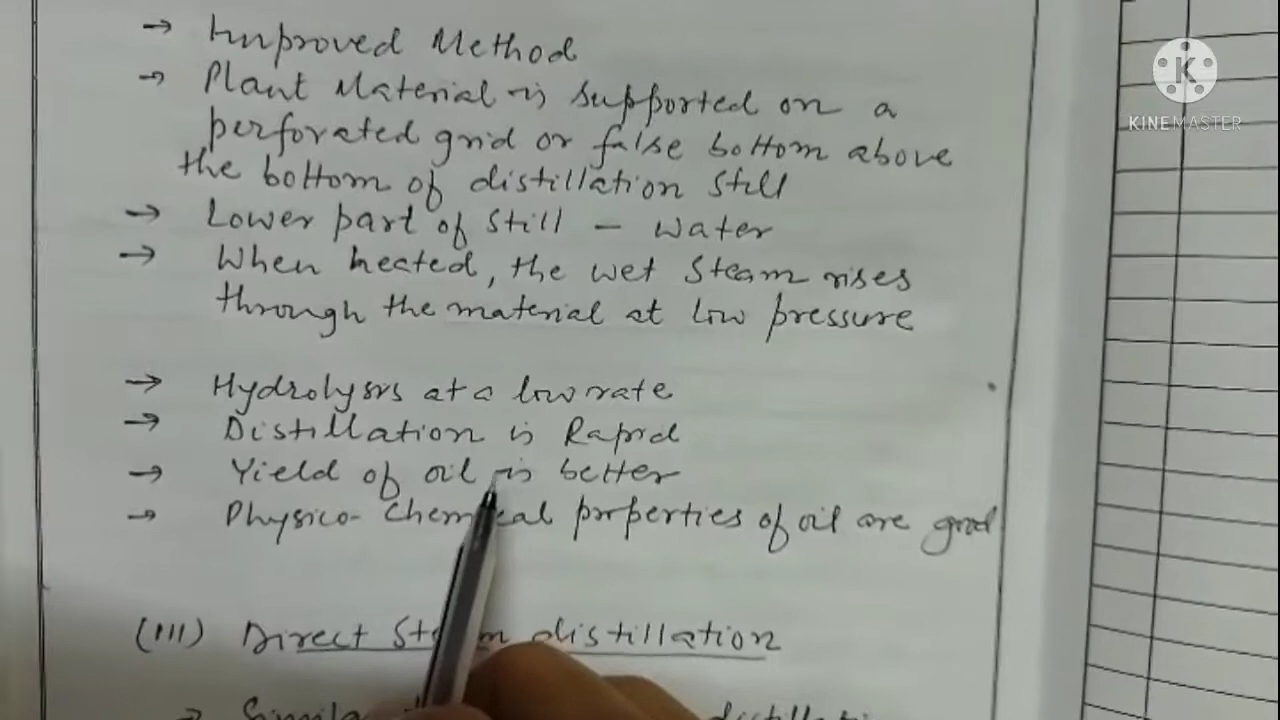 → Improved Method
→ Plant Material is supported on a
perforated grid or false bottom above
the bottom of distillation still
→ Lower part of still - water
→ When heated, the wet steam rises
through the material at low pressure
→ Hydrolysis at a low rate
→ Distillation is Rapid
→ Yield of oil is better
→ Physico-chemical properties of oil are good
(III) Direct Steam distillation
K
KINEMASTER